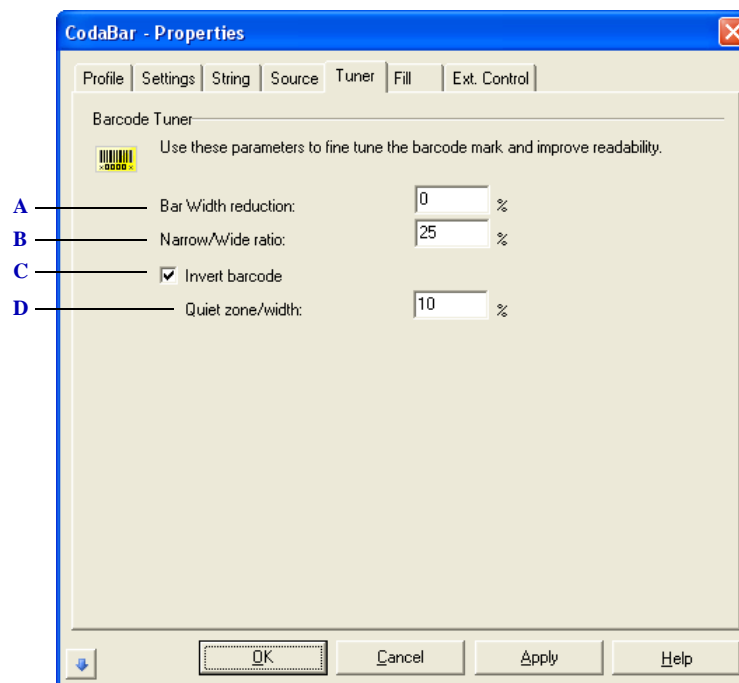 CodaBar - Properties
Profile Settings String Source Tuner Fill Ext. Control
Barcode Tuner
Use these parameters to fine tune the barcode mark and improve readability.
A Bar Width reduction: 0 %
B Narrow/Wide ratio: 25 %
C Invert barcode
D Quiet zone/width: 10 %
OK Cancel Apply Help